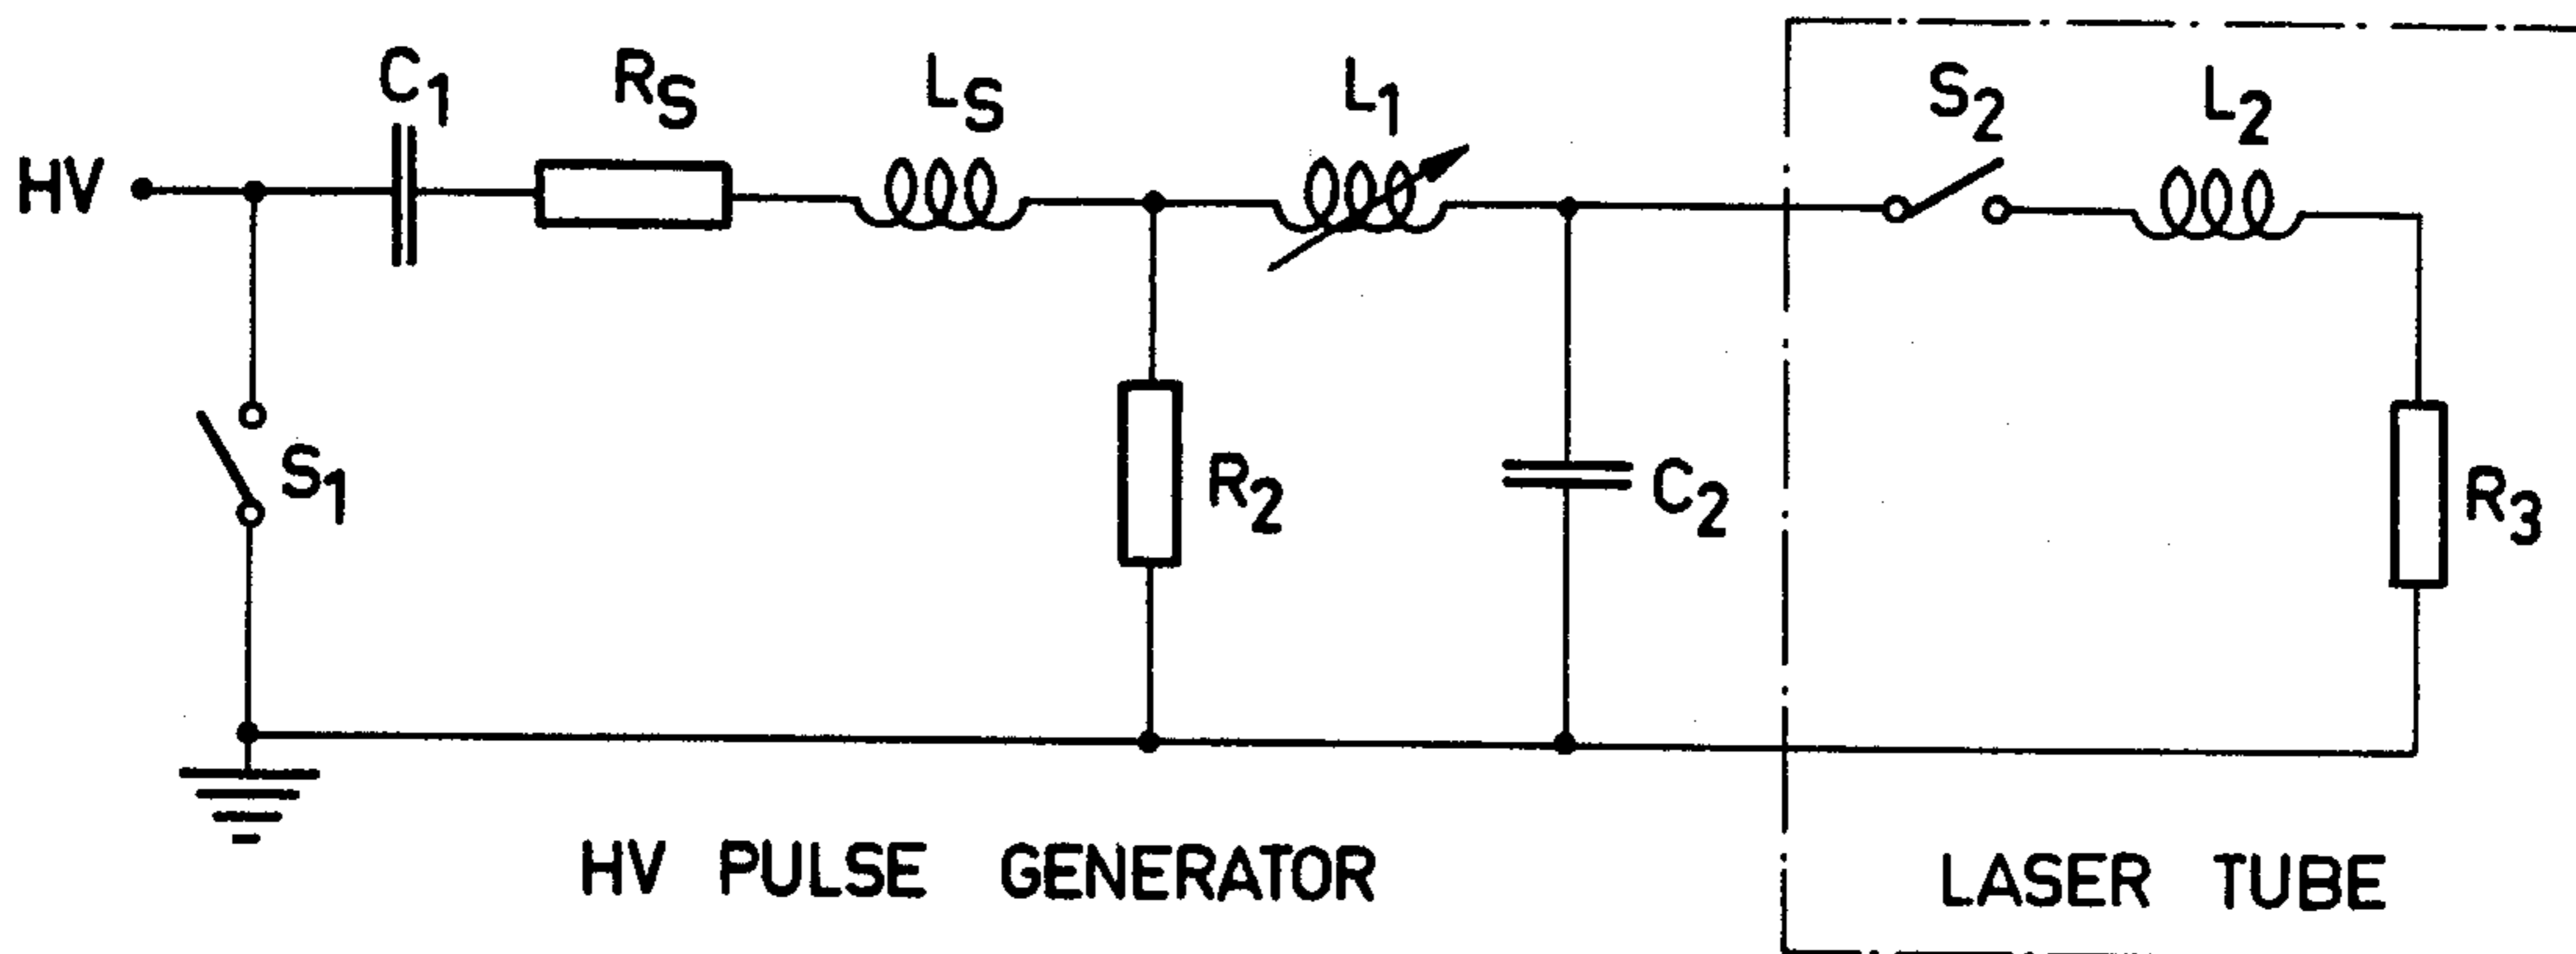 C1
RS
LS
L1
S2
L2
HV
S1
R2
C2
R3
HV PULSE GENERATOR
LASER TUBE